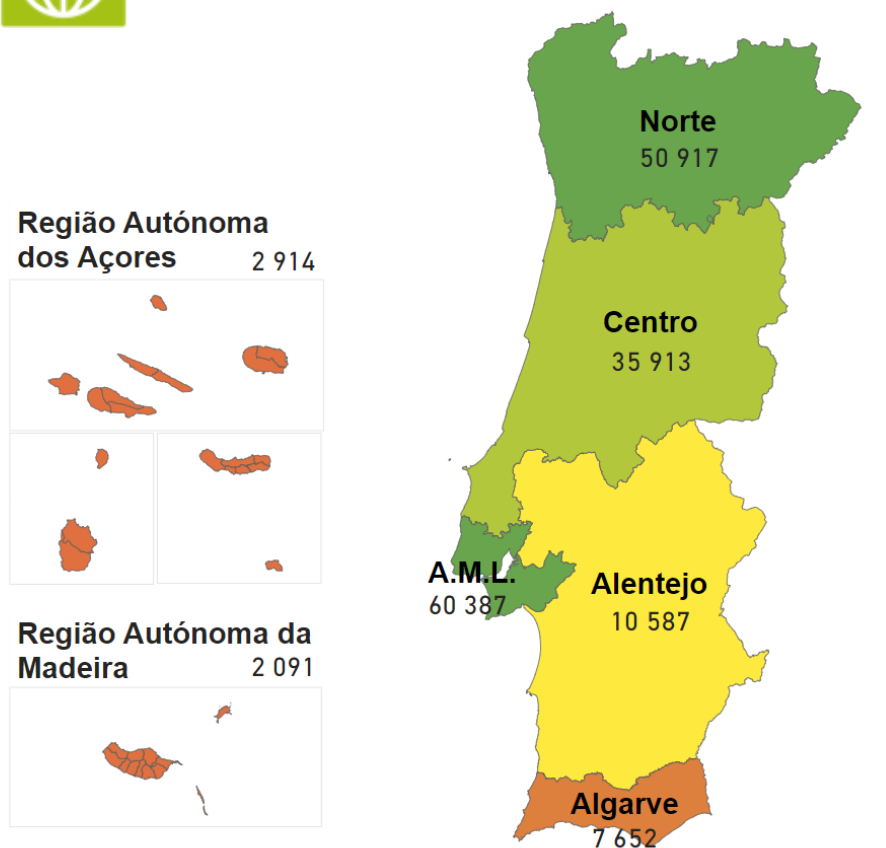 Norte
50 917
Região Autónoma
dos Açores 2 914
Centro
35 913
A.M.L.
60 387
Alentejo
10 587
Região Autónoma da
Madeira 2 091
Algarve
7 652